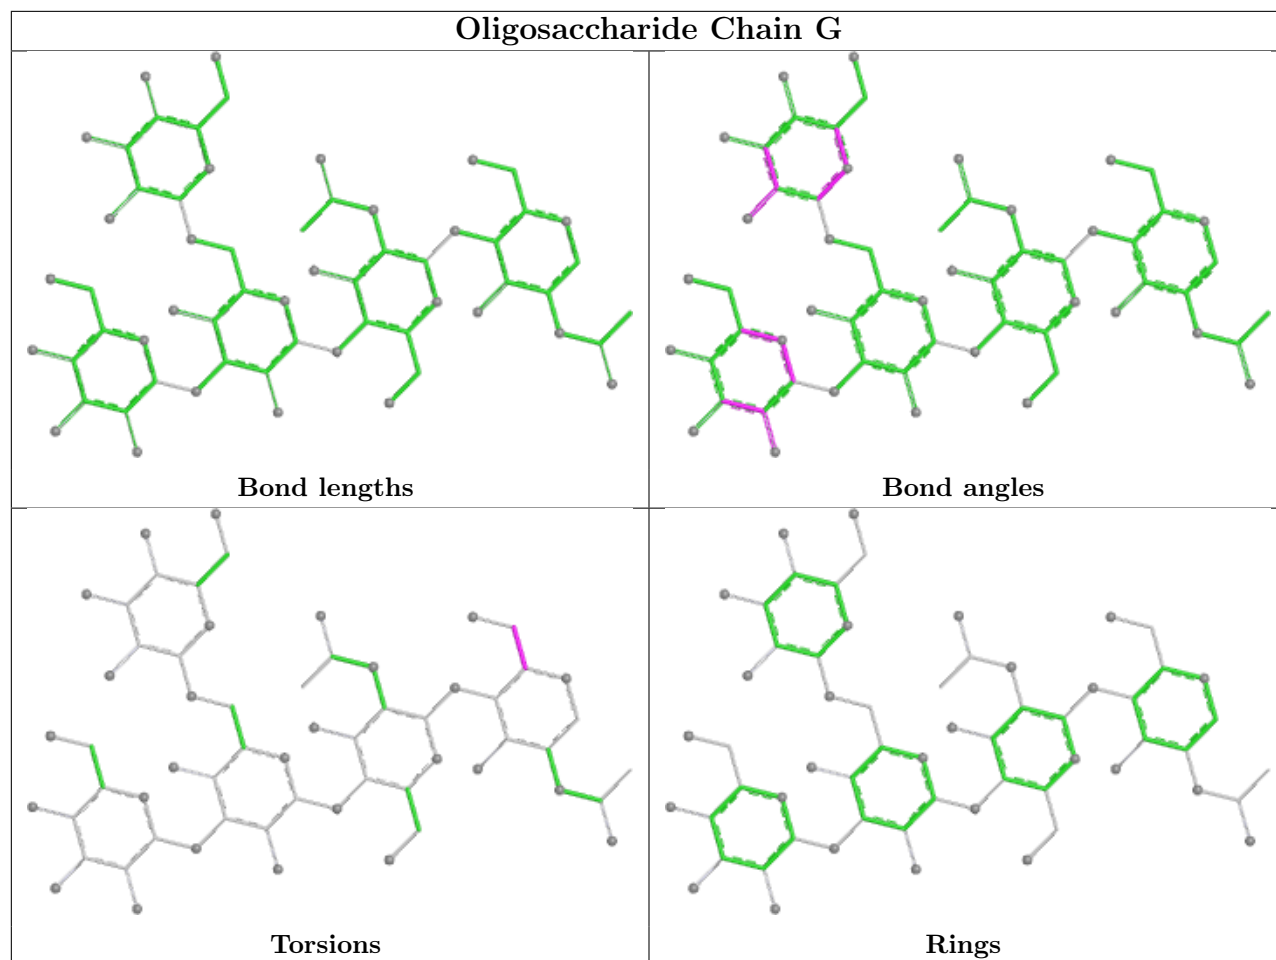 Oligosaccharide Chain G
Bond lengths
Bond angles
Torsions
Rings